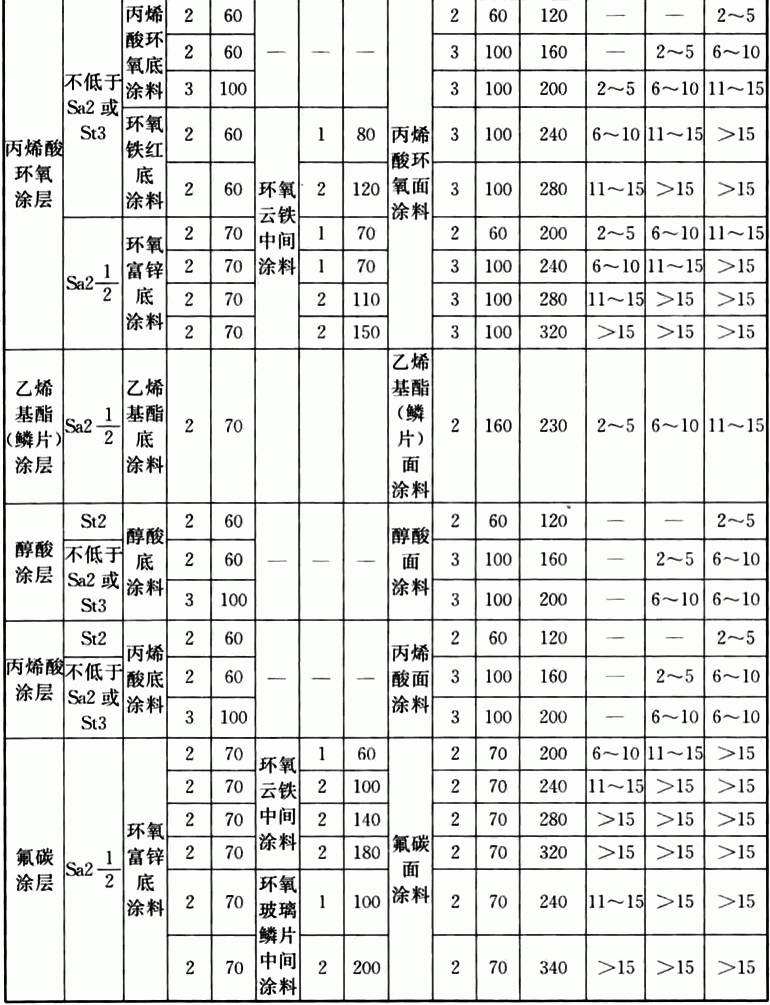 丙烯酸环氧涂层 不低于Sa2或St3 丙烯酸环氧底涂料 2 60 — — — 丙烯酸环氧面涂料 2 60 120 — — 2～5
2 60 3 100 160 — 2～5 6～10
3 100 3 100 200 2～5 6～10 11～15
环氧铁红底涂料 2 60 环氧云铁中间涂料 1 80 3 100 240 6～10 11～15 ＞15
2 60 2 120 3 100 280 11～15 ＞15 ＞15
Sa2 1/2 环氧富锌底涂料 2 70 1 70 2 60 200 2～5 6～10 11～15
2 70 1 70 3 100 240 6～10 11～15 ＞15
2 70 2 110 3 100 280 11～15 ＞15 ＞15
2 70 2 150 3 100 320 ＞15 ＞15 ＞15
乙烯基酯(鳞片)涂层 Sa2 1/2 乙烯基酯底涂料 2 70 乙烯基酯(鳞片)面涂料 2 160 230 2～5 6～10 11～15
醇酸涂层 St2 醇酸底涂料 2 60 — — — 醇酸面涂料 2 60 120 — — 2～5
不低于Sa2或St3 2 60 3 100 160 — 2～5 6～10
3 100 3 100 200 — 6～10 6～10
丙烯酸涂层 St2 丙烯酸底涂料 2 60 — — — 丙烯酸面涂料 2 60 120 — — 2～5
不低于Sa2或St3 2 60 3 100 160 — 2～5 6～10
3 100 3 100 200 — 6～10 6～10
氟碳涂层 Sa2 1/2 环氧富锌底涂料 2 70 环氧云铁中间涂料 1 60 氟碳面涂料 2 70 200 6～10 11～15 ＞15
2 70 2 100 2 70 240 11～15 ＞15 ＞15
2 70 2 140 2 70 280 ＞15 ＞15 ＞15
2 70 2 180 2 70 320 ＞15 ＞15 ＞15
2 70 环氧玻璃鳞片中间涂料 1 100 2 70 240 11～15 ＞15 ＞15
2 70 2 200 2 70 340 ＞15 ＞15 ＞15